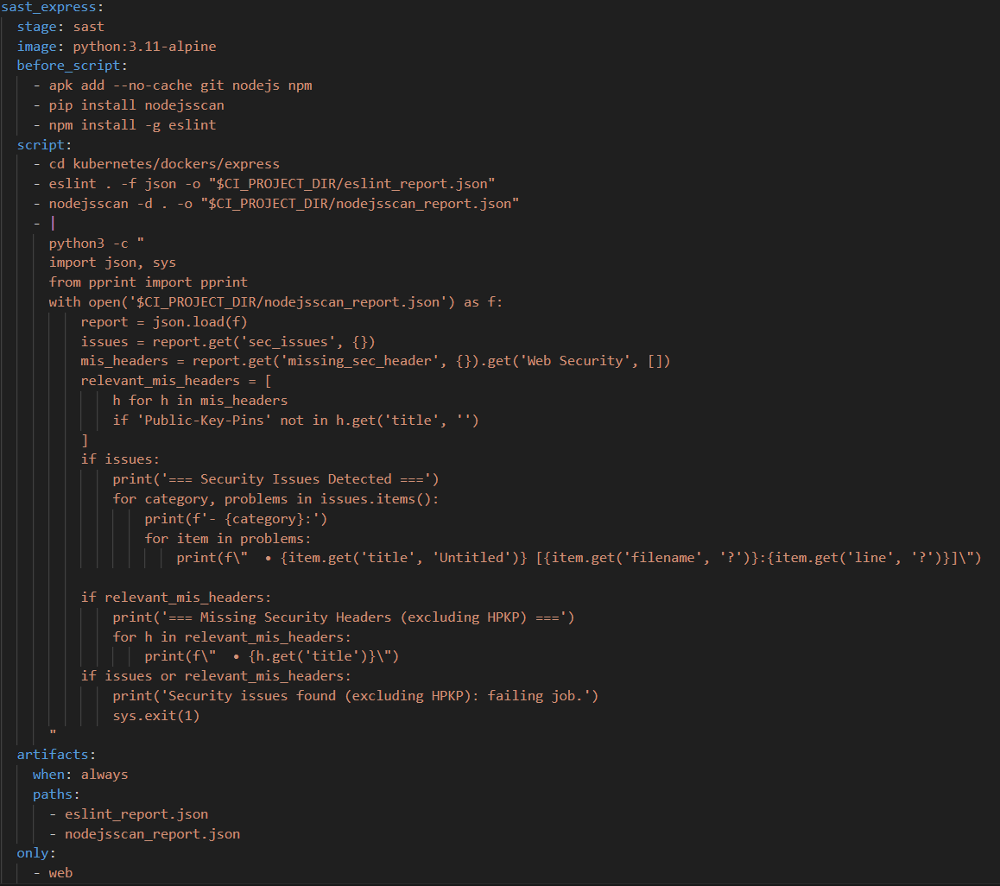 sast_express:
  stage: sast
  image: python:3.11-alpine
  before_script:
    - apk add --no-cache git nodejs npm
    - pip install nodejsscan
    - npm install -g eslint
  script:
    - cd kubernetes/dockers/express
    - eslint . -f json -o "$CI_PROJECT_DIR/eslint_report.json"
    - nodejsscan -d . -o "$CI_PROJECT_DIR/nodejsscan_report.json"
    - |
      python3 -c "
      import json, sys
      from pprint import pprint
      with open('$CI_PROJECT_DIR/nodejsscan_report.json') as f:
          report = json.load(f)
          issues = report.get('sec_issues', {})
          mis_headers = report.get('missing_sec_header', {}).get('Web Security', [])
          relevant_mis_headers = [
              h for h in mis_headers
              if 'Public-Key-Pins' not in h.get('title', '')
          ]
          if issues:
              print('=== Security Issues Detected ===')
              for category, problems in issues.items():
                  print(f'- {category}:')
                  for item in problems:
                      print(f\"  • {item.get('title', 'Untitled')} [{item.get('filename', '?')}:{item.get('line', '?')}]\")

          if relevant_mis_headers:
              print('=== Missing Security Headers (excluding HPKP) ===')
              for h in relevant_mis_headers:
                  print(f\"  • {h.get('title')}\")
          if issues or relevant_mis_headers:
              print('Security issues found (excluding HPKP): failing job.')
              sys.exit(1)
      "
  artifacts:
    when: always
    paths:
      - eslint_report.json
      - nodejsscan_report.json
  only:
    - web